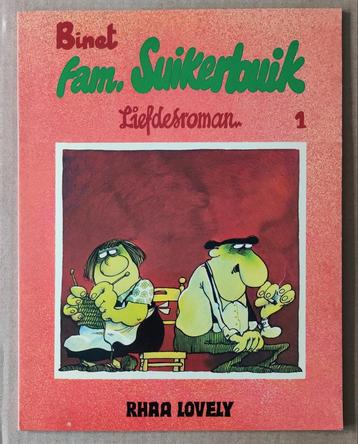 Binet
Fam. Suikerbuik
Liefdesroman..
1
RHAA LOVELY